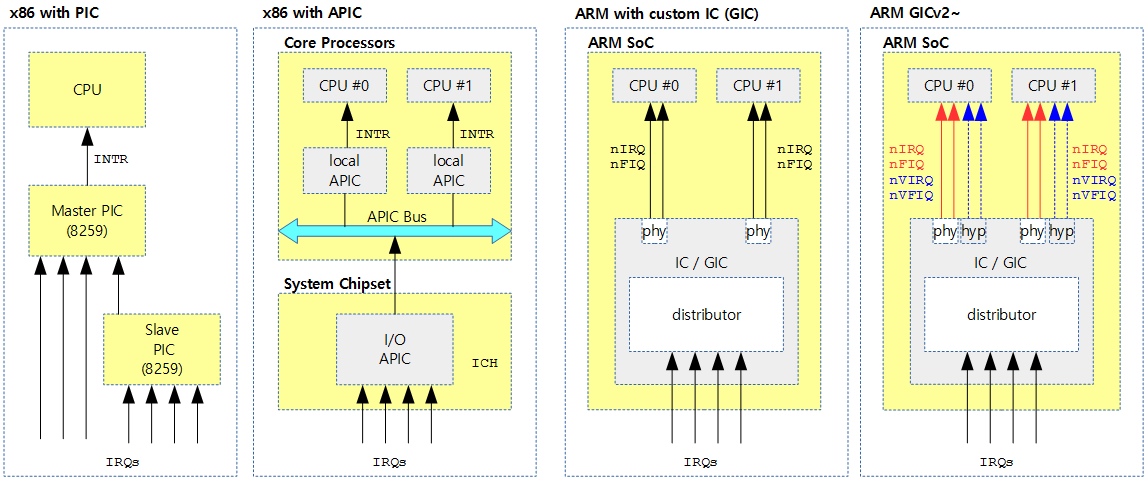 x86 with PIC
CPU
INTR
Master PIC
(8259)
Slave
PIC
(8259)
IRQs
x86 with APIC
Core Processors
CPU #0
CPU #1
INTR
INTR
local
APIC
local
APIC
APIC Bus
System Chipset
I/O
APIC
ICH
IRQs
ARM with custom IC (GIC)
ARM SoC
CPU #0
CPU #1
nIRQ
nFIQ
nIRQ
nFIQ
phy
phy
IC / GIC
distributor
IRQs
ARM GICv2~
ARM SoC
CPU #0
CPU #1
nIRQ
nFIQ
nVIRQ
nVFIQ
nIRQ
nFIQ
nVIRQ
nVFIQ
phy
hyp
phy
hyp
IC / GIC
distributor
IRQs